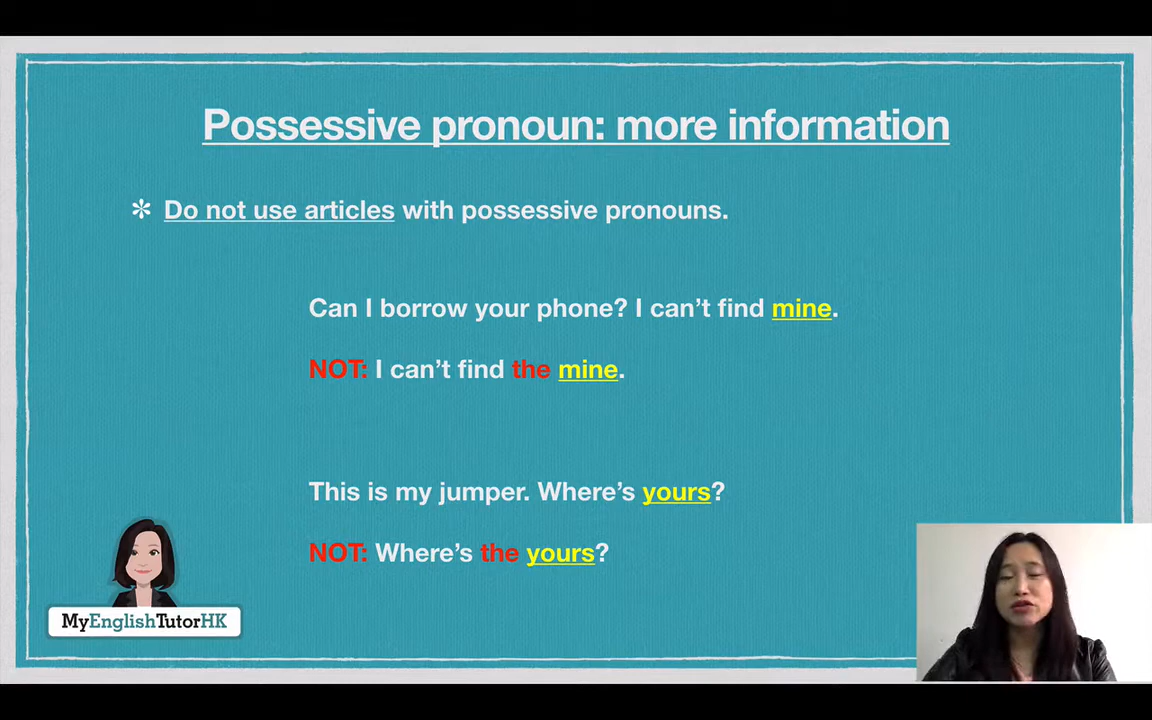 Possessive pronoun: more information
✻ Do not use articles with possessive pronouns.
Can I borrow your phone? I can’t find mine.
NOT: I can’t find the mine.
This is my jumper. Where’s yours?
NOT: Where’s the yours?
MyEnglishTutorHK